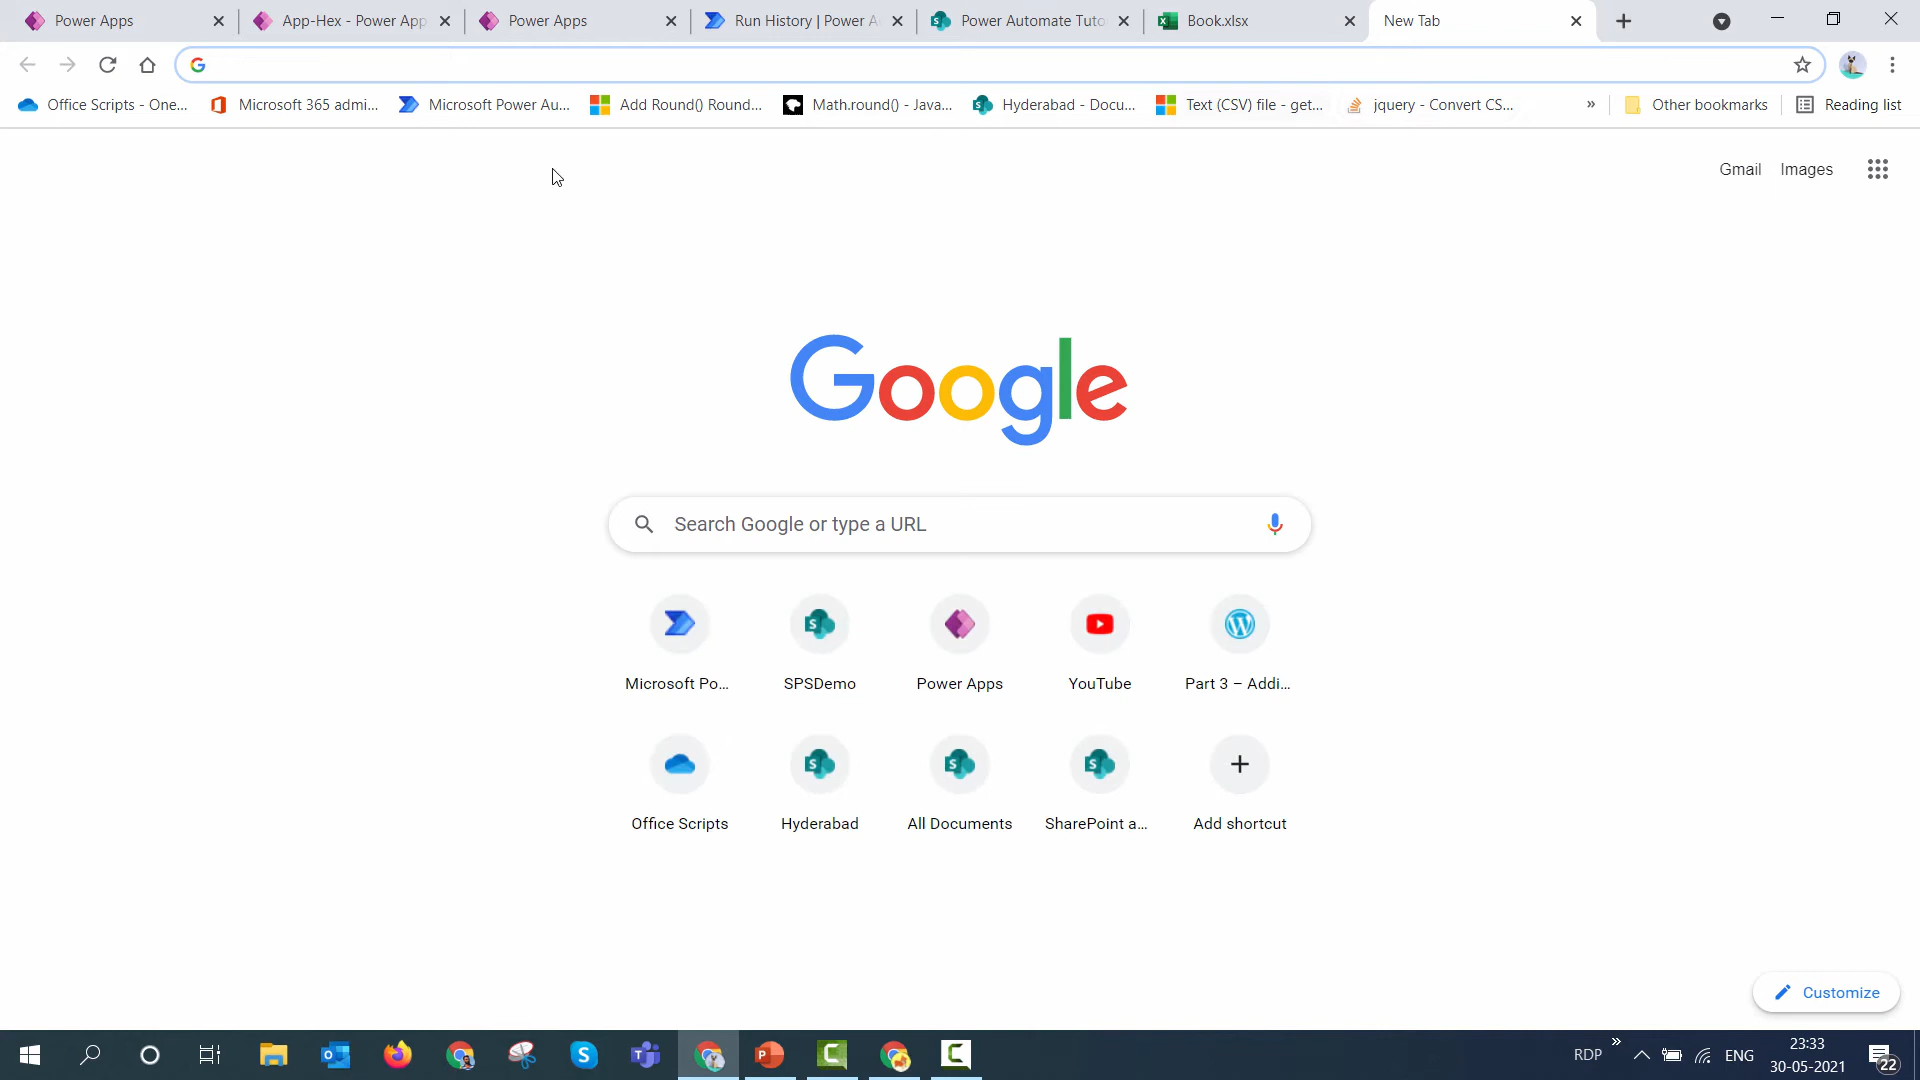 Power Apps
App-Hex - Power App
Power Apps
Run History | Power A
Power Automate Tuto
Book.xlsx
New Tab
Office Scripts - One...
Microsoft 365 admi...
Microsoft Power Au...
Add Round() Round...
Math.round() - Java...
Hyderabad - Docu...
Text (CSV) file - get...
jquery - Convert CS...
»
Other bookmarks
Reading list
Gmail
Images
Google
Search Google or type a URL
Microsoft Po...
SPSDemo
Power Apps
YouTube
Part 3 – Addi...
Office Scripts
Hyderabad
All Documents
SharePoint a...
Add shortcut
Customize
RDP
»
ENG
23:33
30-05-2021
22